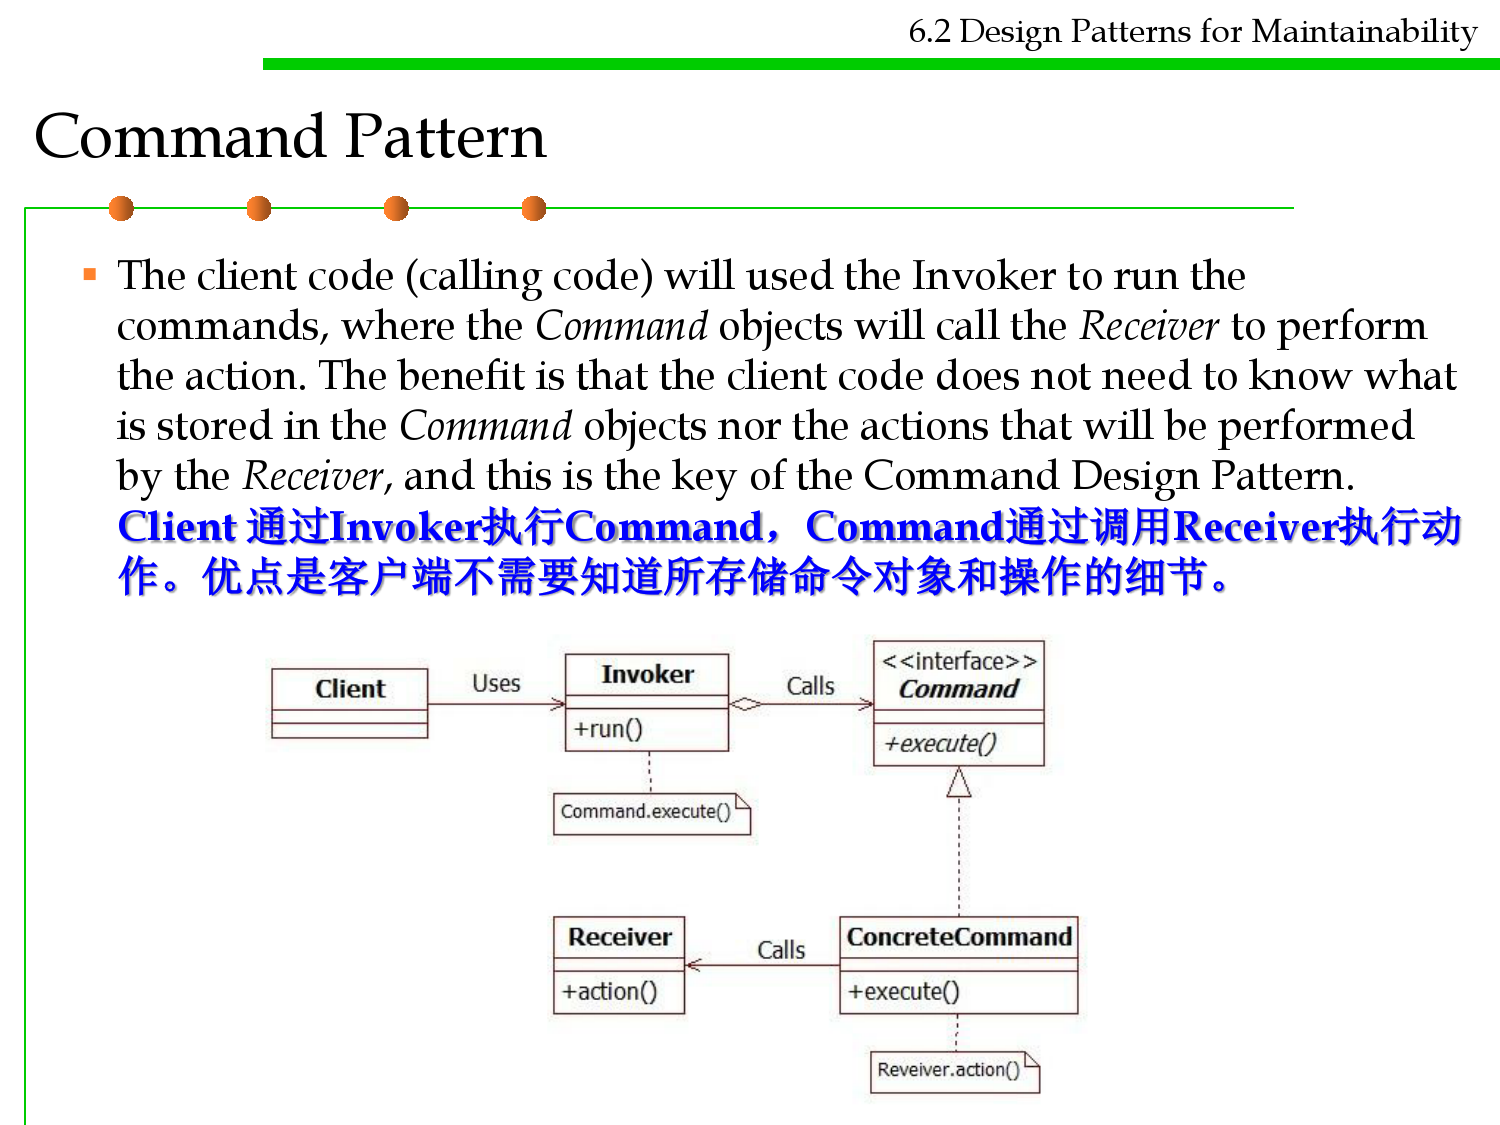 6.2 Design Patterns for Maintainability
Command Pattern
The client code (calling code) will used the Invoker to run the
commands, where the Command objects will call the Receiver to perform
the action. The benefit is that the client code does not need to know what
is stored in the Command objects nor the actions that will be performed
by the Receiver, and this is the key of the Command Design Pattern.
Client 通过Invoker执行Command，Command通过调用Receiver执行动
作。优点是客户端不需要知道所存储命令对象和操作的细节。
Client
Uses
Invoker
+run()
Command.execute()
Calls
<<interface>>
Command
+execute()
Receiver
+action()
Calls
ConcreteCommand
+execute()
Reveiver.action()